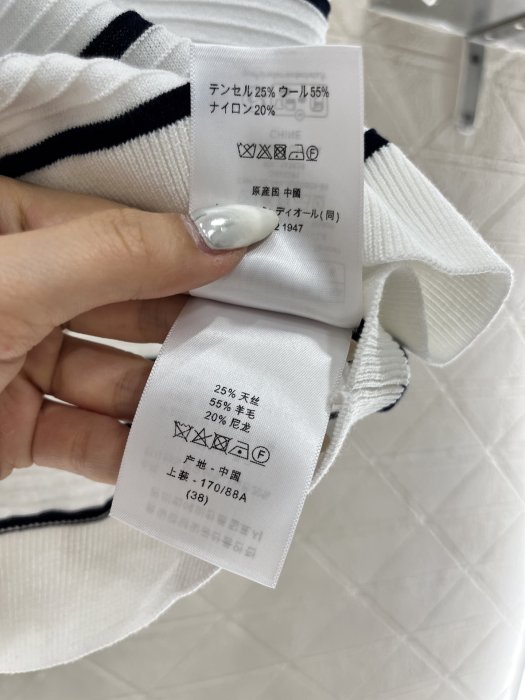 テンセル25% ウール55%
ナイロン20%
原産国 中國
ディオール(同)
1947
25% 天丝
55% 羊毛
20% 尼龙
F
产地 - 中国
上装 - 170/88A
(38)